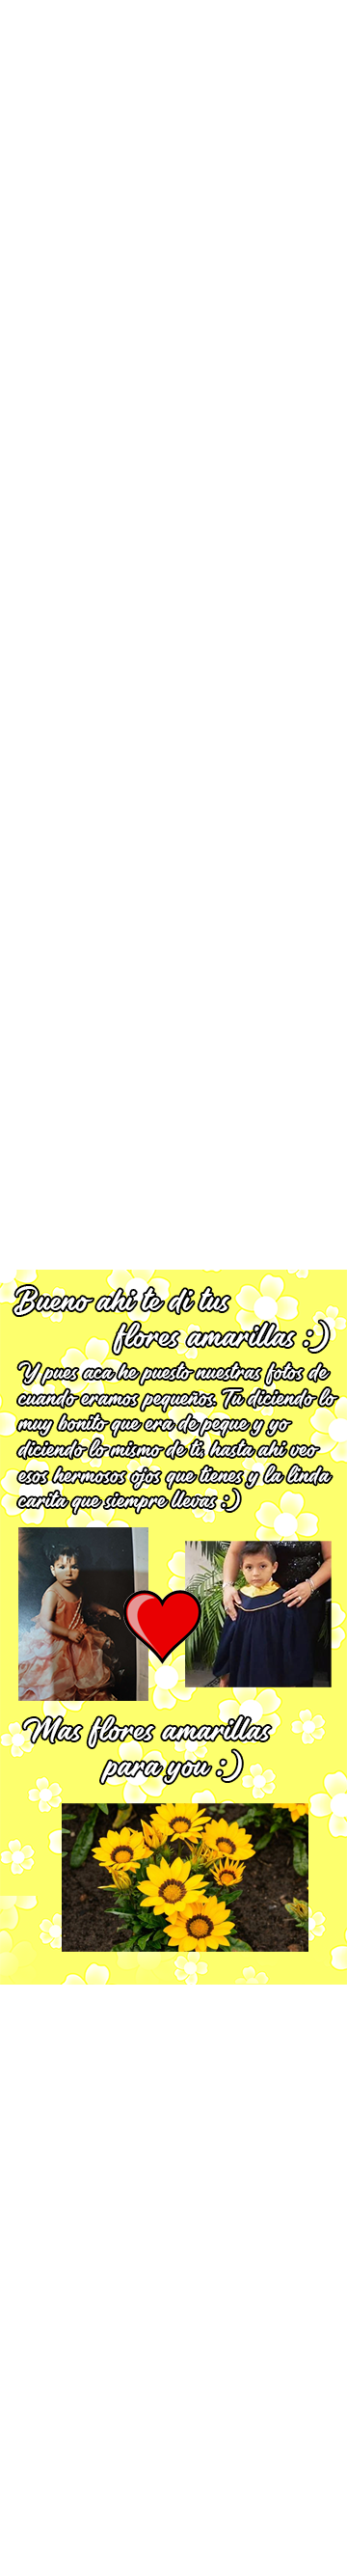 Bueno ahi te di tus
flores amarillas :)
Y pues aca he puesto nuestras fotos de
cuando eramos pequeños. Tu diciendo lo
muy bonito que era de peque y yo
diciendo lo mismo de ti, hasta ahi veo
esos hermosos ojos que tienes y la linda
carita que siempre llevas :)
Mas flores amarillas
para you :)